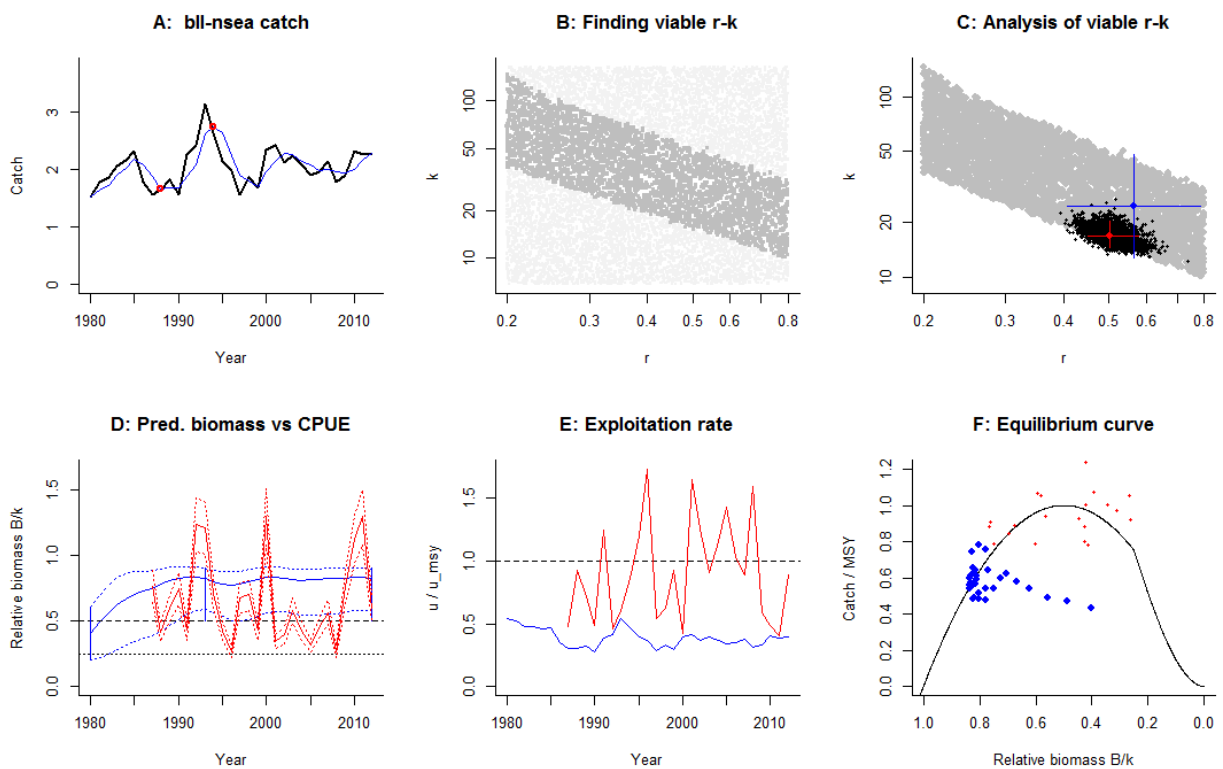 A: bll-nsea catch
B: Finding viable r-k
C: Analysis of viable r-k
Catch
0 1 2 3
1980 1990 2000 2010
Year
k
10 20 50 100
0.2 0.3 0.4 0.5 0.6 0.8
r
k
10 20 50 100
0.2 0.3 0.4 0.5 0.6 0.8
r
D: Pred. biomass vs CPUE
E: Exploitation rate
F: Equilibrium curve
Relative biomass B/k
0.0 0.5 1.0 1.5
1980 1990 2000 2010
Year
u / u_msy
0.0 0.5 1.0 1.5
1980 1990 2000 2010
Year
Catch / MSY
0.0 0.2 0.4 0.6 0.8 1.0 1.2
1.0 0.8 0.6 0.4 0.2 0.0
Relative biomass B/k